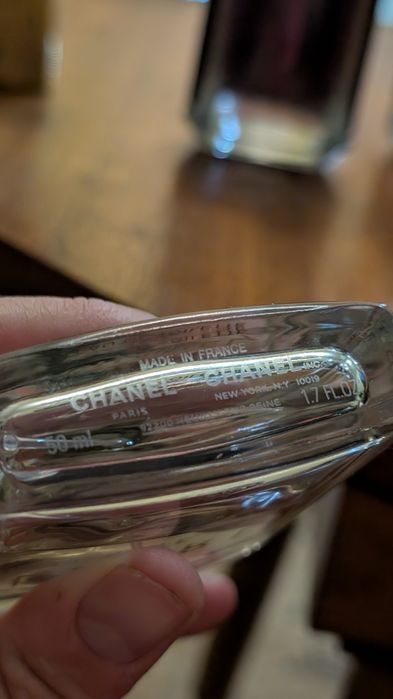 MADE IN FRANCE
CHANEL - CHANEL INC.
PARIS NEW YORK N.Y 10019
50 ml 1.7 FL.OZ